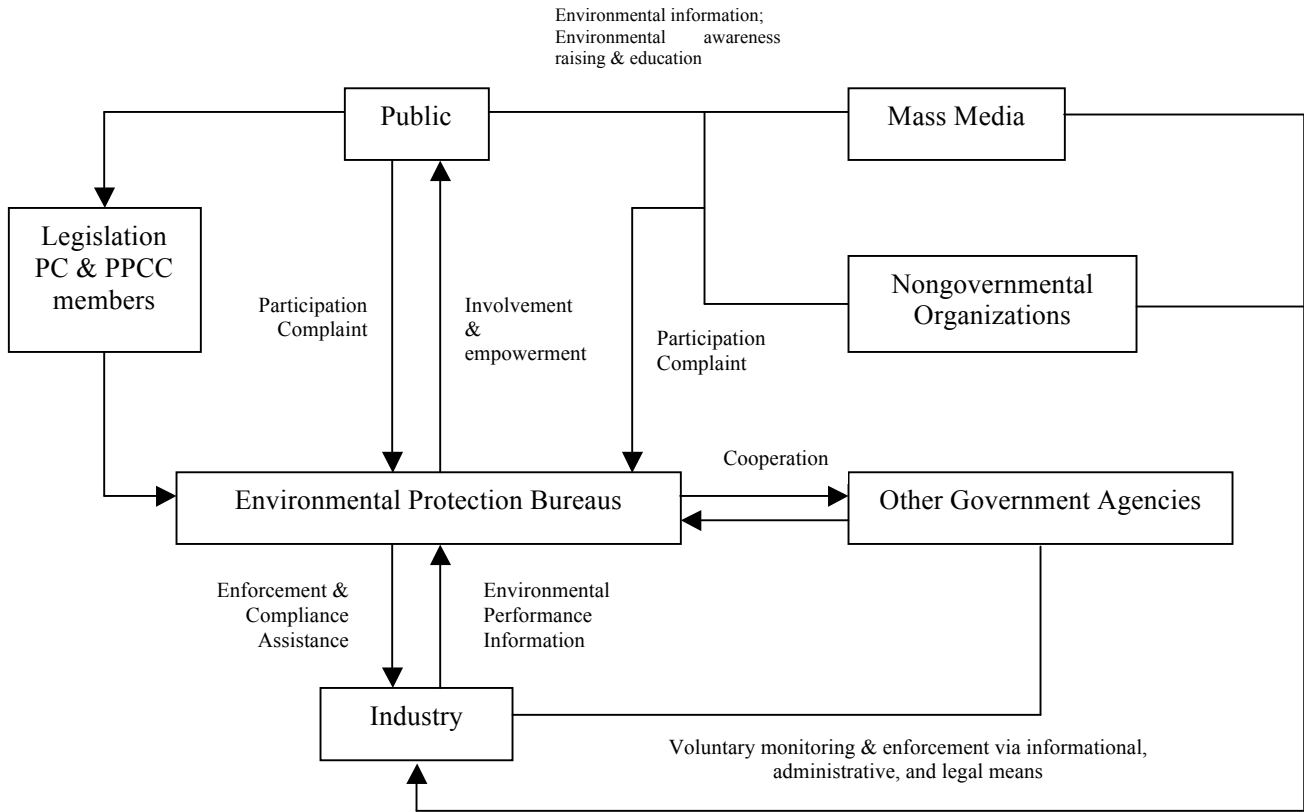 Environmental information;
Environmental awareness
raising & education
Public
Mass Media
Legislation
PC & PPCC
members
Nongovernmental
Organizations
Participation
Complaint
Involvement
&
empowerment
Participation
Complaint
Cooperation
Environmental Protection Bureaus
Other Government Agencies
Enforcement &
Compliance
Assistance
Environmental
Performance
Information
Industry
Voluntary monitoring & enforcement via informational,
administrative, and legal means